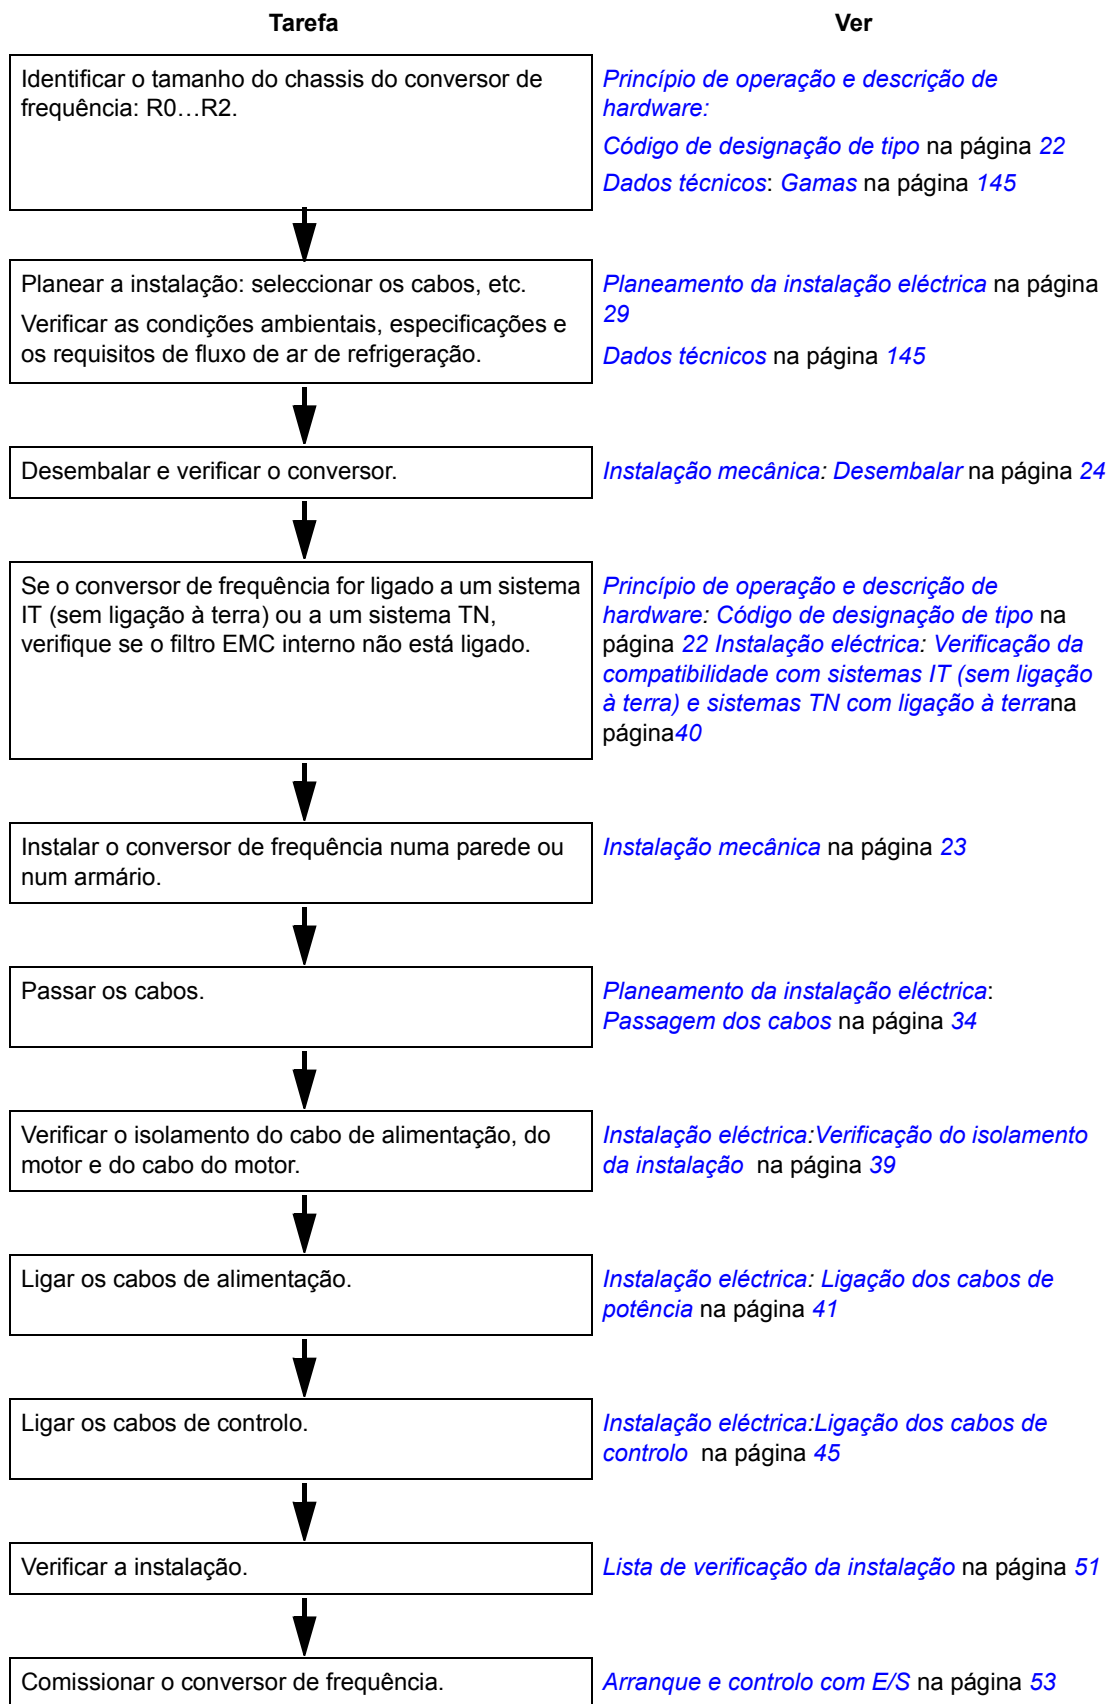 Tarefa
Ver
Identificar o tamanho do chassis do conversor de
frequência: R0…R2.
Princípio de operação e descrição de
hardware:
Código de designação de tipo na página 22
Dados técnicos: Gamas na página 145
Planear a instalação: seleccionar os cabos, etc.
Verificar as condições ambientais, especificações e
os requisitos de fluxo de ar de refrigeração.
Planeamento da instalação eléctrica na página
29
Dados técnicos na página 145
Desembalar e verificar o conversor.
Instalação mecânica: Desembalar na página 24
Se o conversor de frequência for ligado a um sistema
IT (sem ligação à terra) ou a um sistema TN,
verifique se o filtro EMC interno não está ligado.
Princípio de operação e descrição de
hardware: Código de designação de tipo na
página 22 Instalação eléctrica: Verificação da
compatibilidade com sistemas IT (sem ligação
à terra) e sistemas TN com ligação à terrana
página40
Instalar o conversor de frequência numa parede ou
num armário.
Instalação mecânica na página 23
Passar os cabos.
Planeamento da instalação eléctrica:
Passagem dos cabos na página 34
Verificar o isolamento do cabo de alimentação, do
motor e do cabo do motor.
Instalação eléctrica:Verificação do isolamento
da instalação na página 39
Ligar os cabos de alimentação.
Instalação eléctrica: Ligação dos cabos de
potência na página 41
Ligar os cabos de controlo.
Instalação eléctrica:Ligação dos cabos de
controlo na página 45
Verificar a instalação.
Lista de verificação da instalação na página 51
Comissionar o conversor de frequência.
Arranque e controlo com E/S na página 53